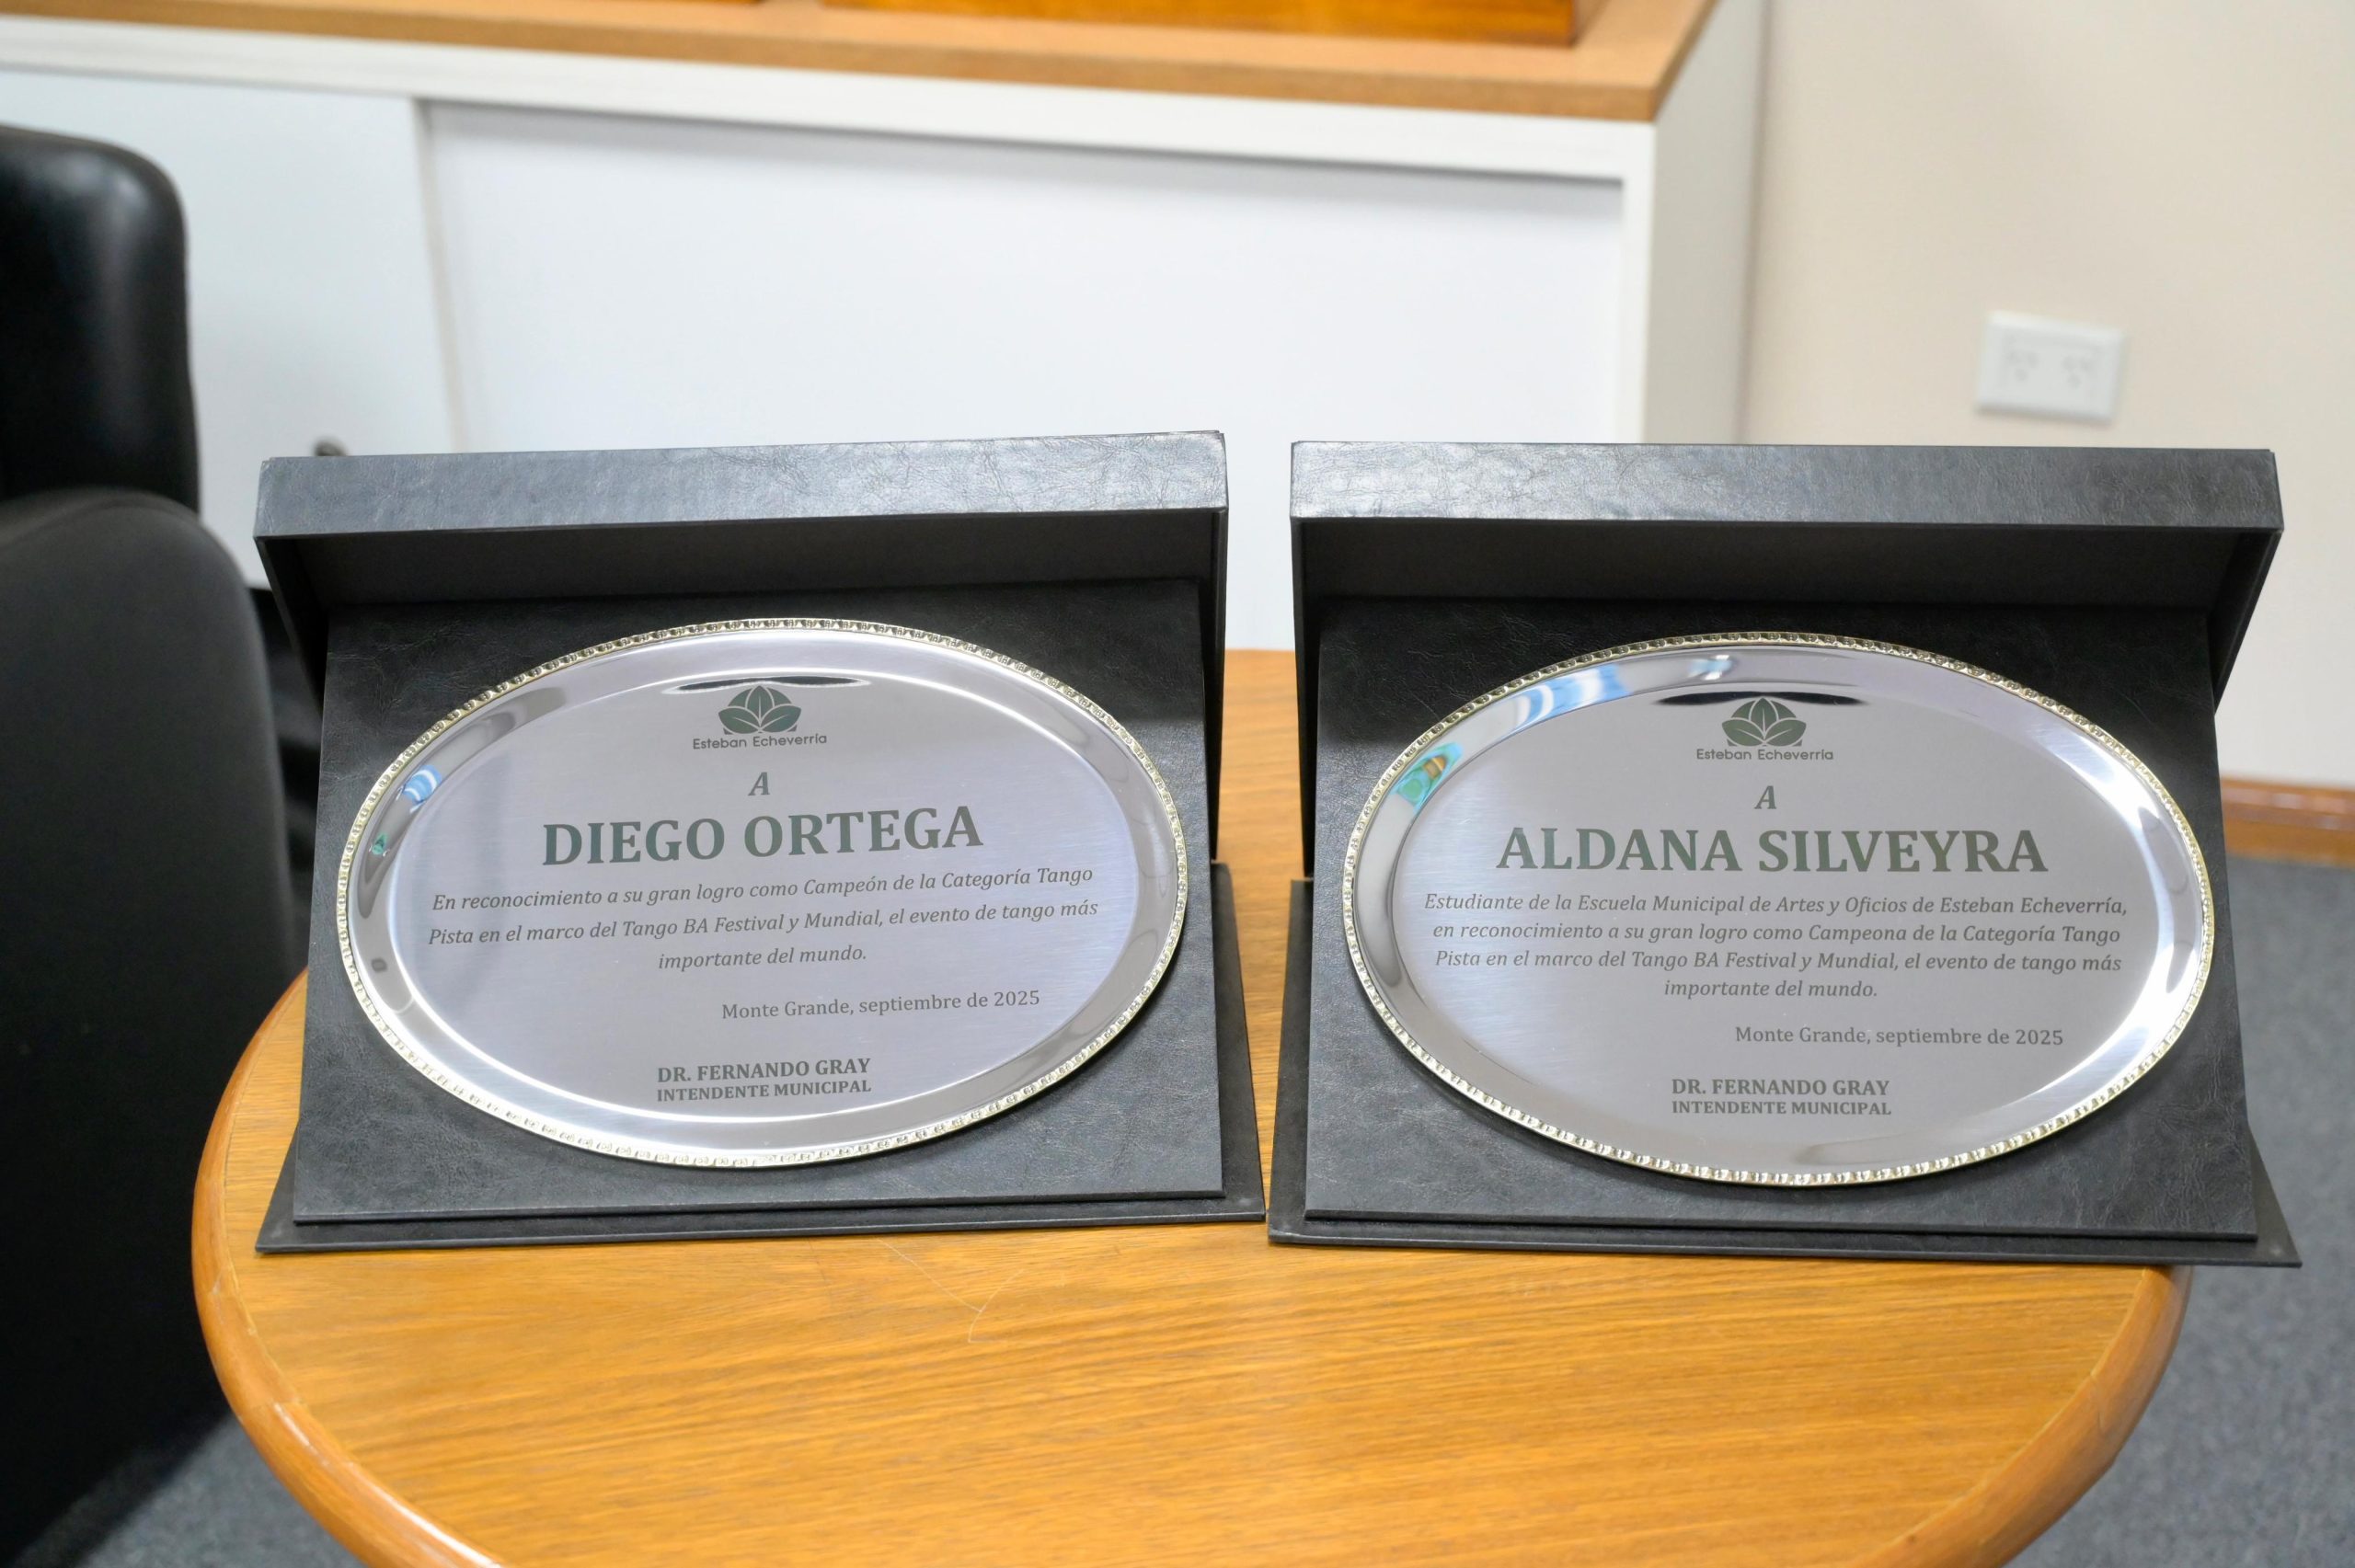 Esteban Echeverría
A
DIEGO ORTEGA
En reconocimiento a su gran logro como Campeón de la Categoría Tango
Pista en el marco del Tango BA Festival y Mundial, el evento de tango más
importante del mundo.
Monte Grande, septiembre de 2025
DR. FERNANDO GRAY
INTENDENTE MUNICIPAL
Esteban Echeverría
A
ALDANA SILVEYRA
Estudiante de la Escuela Municipal de Artes y Oficios de Esteban Echeverría,
en reconocimiento a su gran logro como Campeona de la Categoría Tango
Pista en el marco del Tango BA Festival y Mundial, el evento de tango más
importante del mundo.
Monte Grande, septiembre de 2025
DR. FERNANDO GRAY
INTENDENTE MUNICIPAL